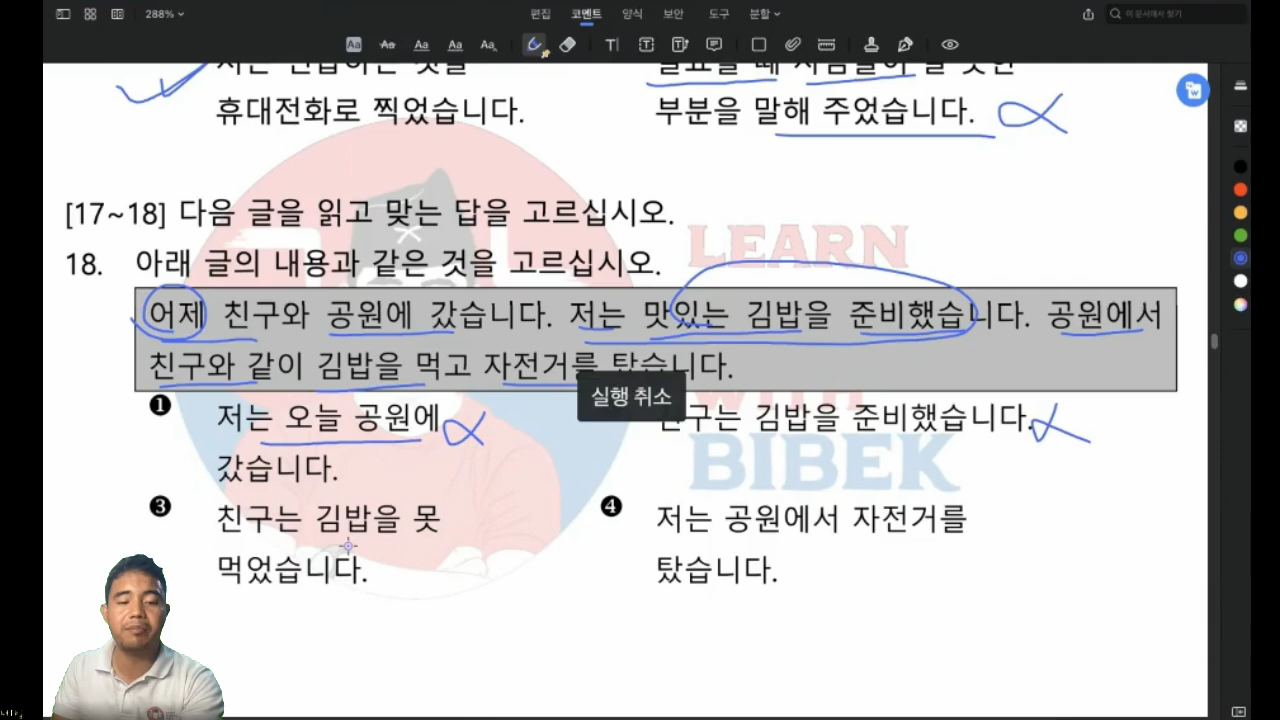 288%
편집 코멘트 양식 보안 도구 분할
이 문서에서 찾기
휴대전화로 찍었습니다.
부분을 말해 주었습니다.
[17~18] 다음 글을 읽고 맞는 답을 고르십시오.
18. 아래 글의 내용과 같은 것을 고르십시오.
어제 친구와 공원에 갔습니다. 저는 맛있는 김밥을 준비했습니다. 공원에서
친구와 같이 김밥을 먹고 자전거를 탔습니다.
실행 취소
❶ 저는 오늘 공원에
갔습니다.
친구는 김밥을 준비했습니다.
❸ 친구는 김밥을 못
먹었습니다.
❹ 저는 공원에서 자전거를
탔습니다.
LEARN
WITH
BIBEK